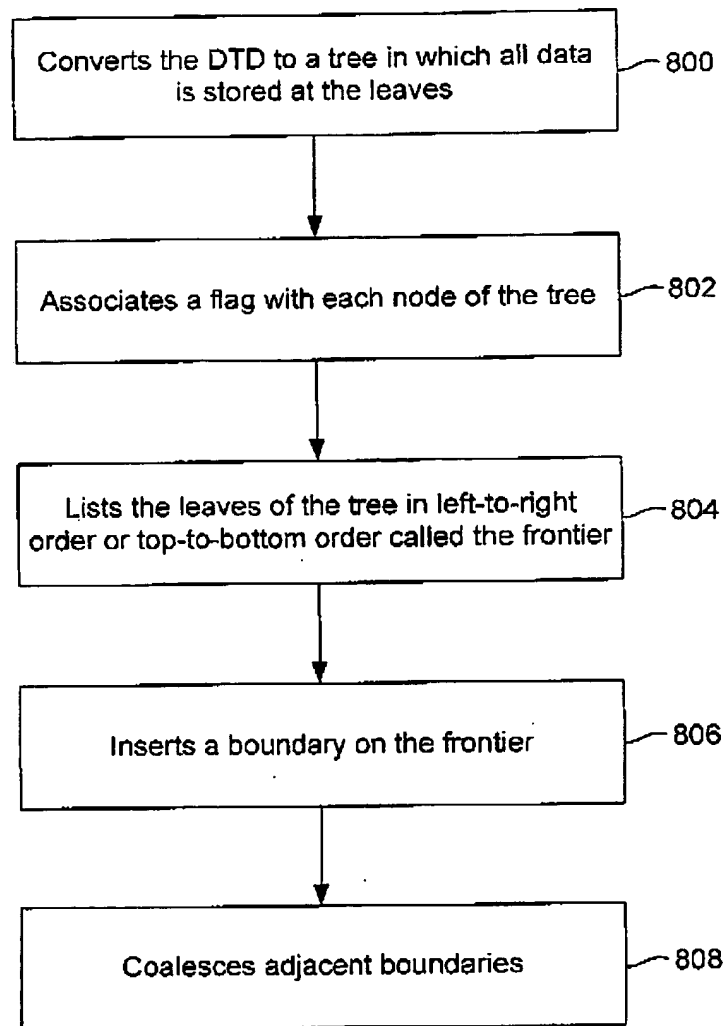 Converts the DTD to a tree in which all data
is stored at the leaves
800
Associates a flag with each node of the tree
802
Lists the leaves of the tree in left-to-right
order or top-to-bottom order called the frontier
804
Inserts a boundary on the frontier
806
Coalesces adjacent boundaries
808